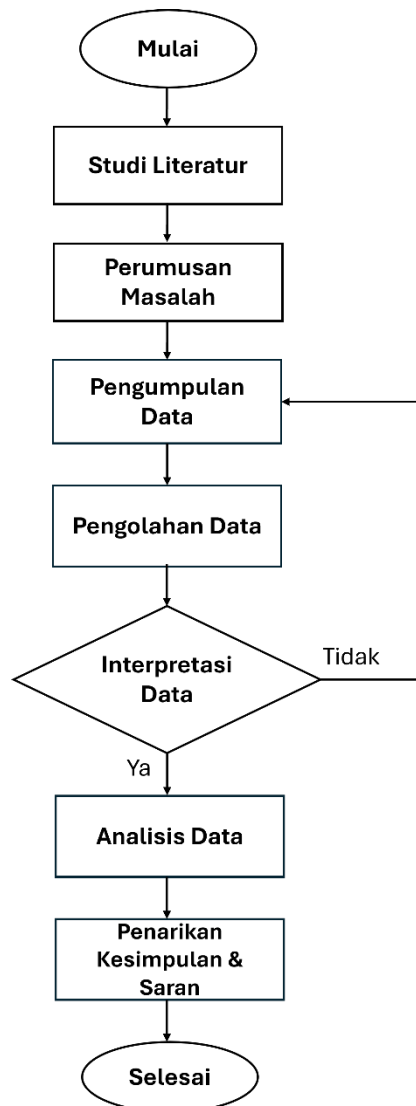 Mulai
Studi Literatur
Perumusan
Masalah
Pengumpulan
Data
Pengolahan Data
Interpretasi
Data
Tidak
Ya
Analisis Data
Penarikan
Kesimpulan &
Saran
Selesai